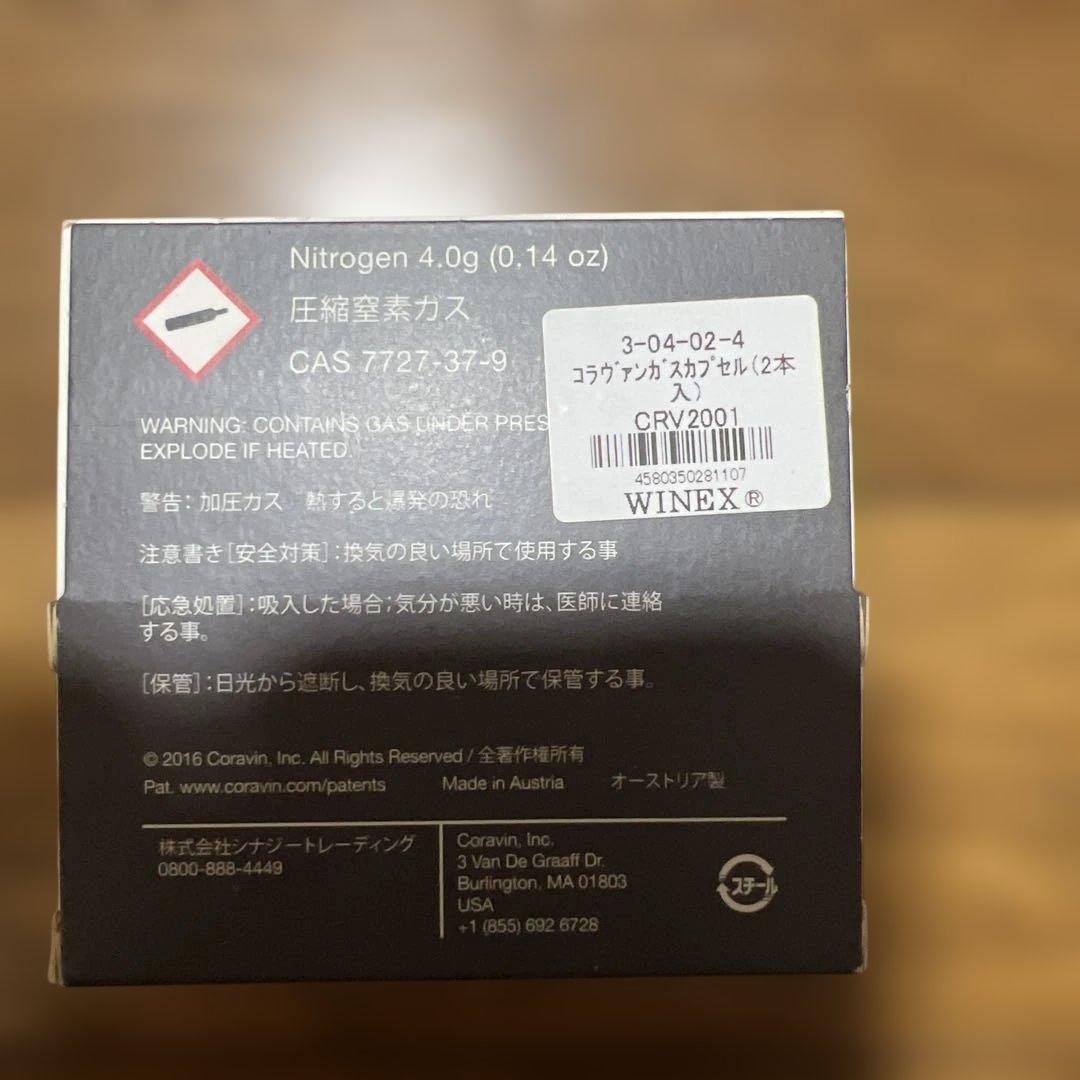 Nitrogen 4.0g (0.14 oz)
圧縮窒素ガス
CAS 7727-37-9
3-04-02-4
コラヴァンガスカプセル(2本
入)
CRV2001
4580350281107
WINEX®
WARNING: CONTAINS GAS UNDER PRES
EXPLODE IF HEATED.
警告: 加圧ガス 熱すると爆発の恐れ
注意書き[安全対策]:換気の良い場所で使用する事
[応急処置]:吸入した場合;気分が悪い時は、医師に連絡
する事。
[保管]:日光から遮断し、換気の良い場所で保管する事。
© 2016 Coravin, Inc. All Rights Reserved / 全著作権所有
Pat. www.coravin.com/patents Made in Austria オーストリア製
株式会社シナジートレーディング
0800-888-4449
Coravin, Inc.
3 Van De Graaff Dr.
Burlington, MA 01803
USA
+1 (855) 692 6728
スチール